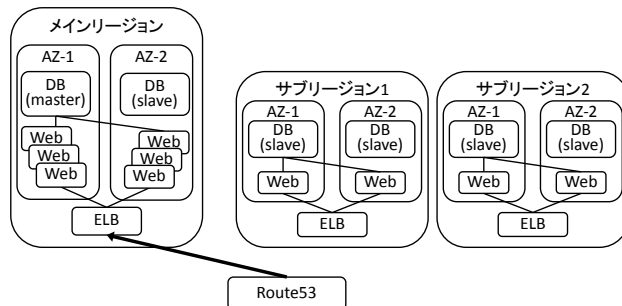 メインリージョン
AZ-1
AZ-2
DB
(master)
DB
(slave)
Web
Web
Web
Web
Web
Web
ELB
サブリージョン1
AZ-1
AZ-2
DB
(slave)
DB
(slave)
Web
Web
ELB
サブリージョン2
AZ-1
AZ-2
DB
(slave)
DB
(slave)
Web
Web
ELB
Route53